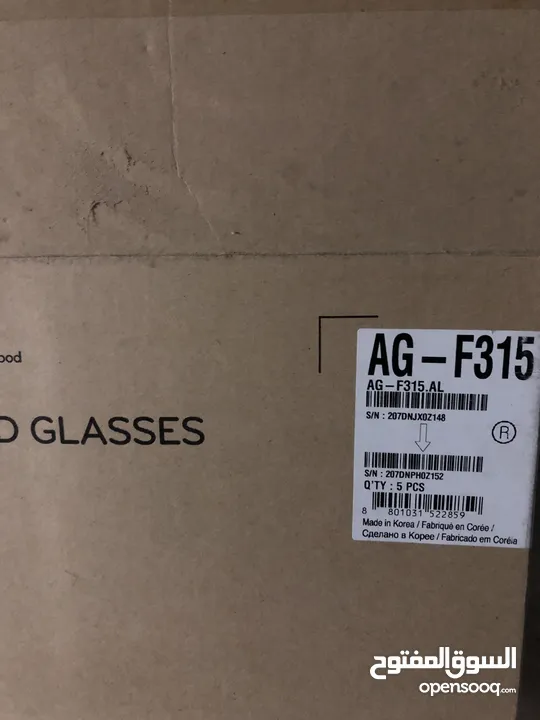 ood
D GLASSES
AG-F315
AG-F315.AL
S/N : 207DNJX0Z148
R
S/N : 207DNPH0Z152
Q'TY : 5 PCS
8 801031 522859
Made in Korea / Fabriqué en Corée /
Сделано в Корее / Fabricado em Coréia
السوق المفتوح
opensooq.com